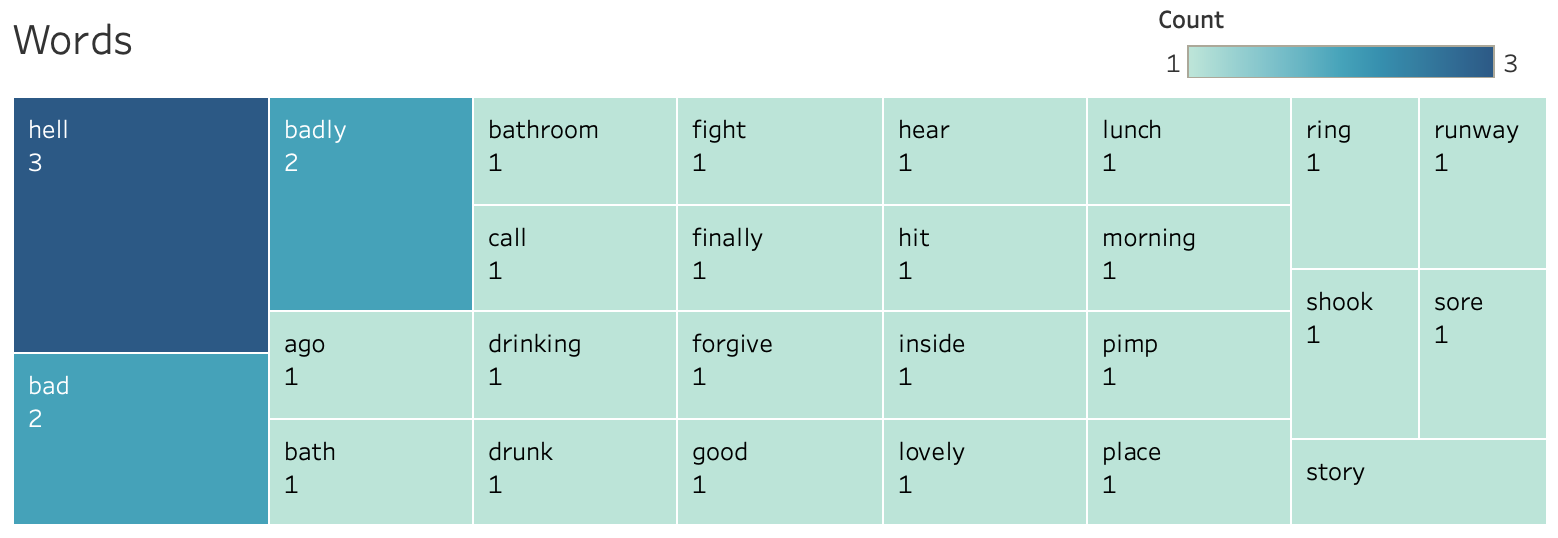 Words
Count
1 3
hell
3
bad
2
badly
2
ago
1
bath
1
bathroom
1
call
1
drinking
1
drunk
1
fight
1
finally
1
forgive
1
good
1
hear
1
hit
1
inside
1
lovely
1
lunch
1
morning
1
pimp
1
place
1
ring
1
runway
1
shook
1
sore
1
story